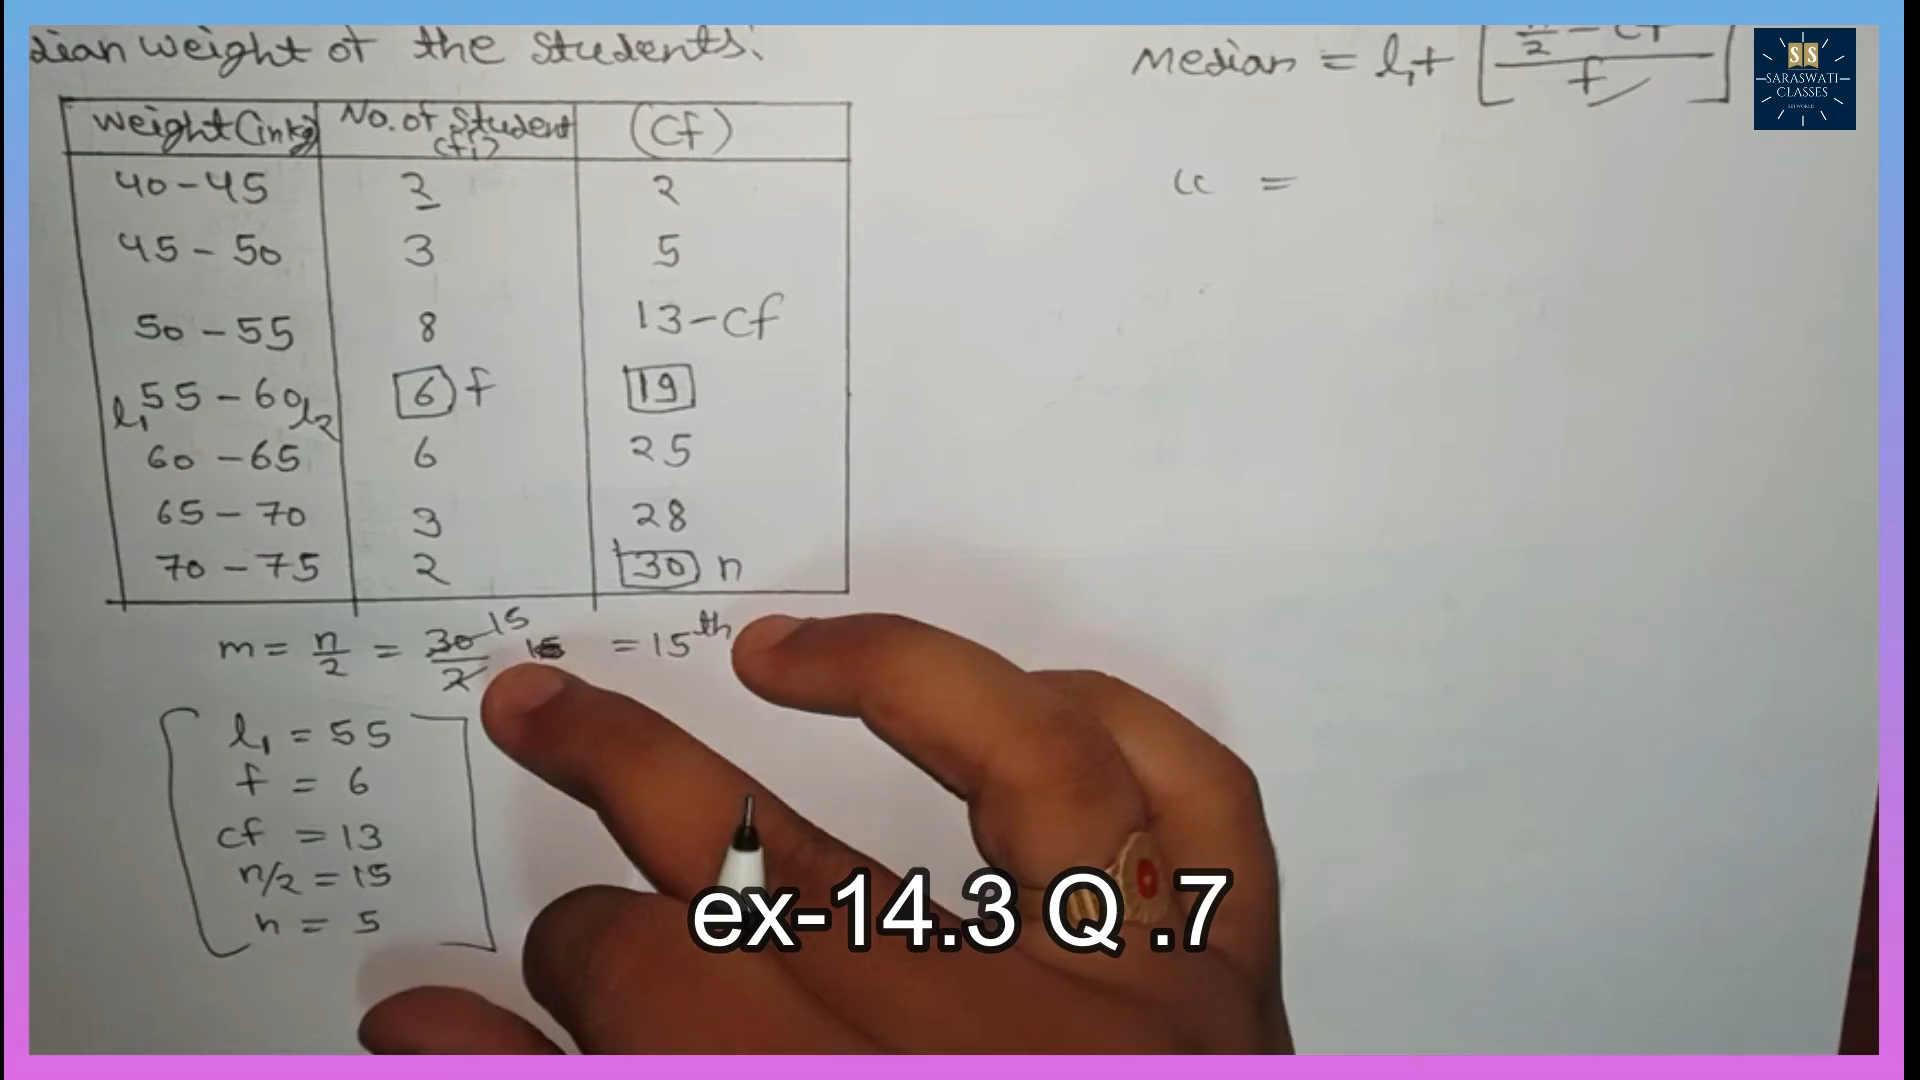 dian weight of the students.
Median = l₁+ [n/2 - cf / f]
SS
SARASWATI
CLASSES
Weight(in kg) No. of Student (fi) (Cf)
40-45 2 2
45-50 3 5
50-55 8 13-cf
l₁ 55-60 l₂ 6 f 19
60-65 6 25
65-70 3 28
70-75 2 30 n
" =
m = n/2 = 30/2 15 = 15th
l₁ = 55
f = 6
cf = 13
n/2 = 15
h = 5
ex-14.3 Q .7